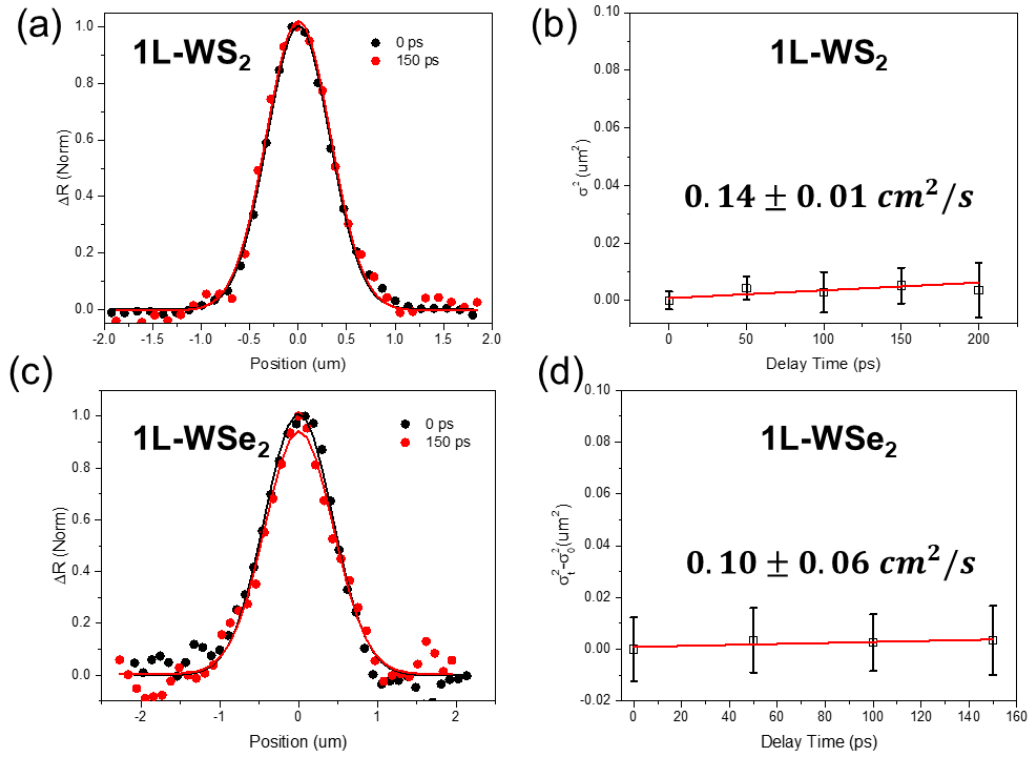 (a)
1L-WS₂
0 ps
150 ps
1.0
0.8
0.6
0.4
0.2
0.0
ΔR (Norm)
-2.0 -1.5 -1.0 -0.5 0.0 0.5 1.0 1.5 2.0
Position (um)
(b)
1L-WS₂
0.10
0.08
0.06
0.04
0.02
0.00
σ² (um²)
0.14 ± 0.01 cm²/s
0 50 100 150 200
Delay Time (ps)
(c)
1L-WSe₂
0 ps
150 ps
1.0
0.8
0.6
0.4
0.2
0.0
ΔR (Norm)
-2 -1 0 1 2
Position (um)
(d)
1L-WSe₂
0.10
0.08
0.06
0.04
0.02
0.00
-0.02
σₜ²-σ₀²(um²)
0.10 ± 0.06 cm²/s
0 20 40 60 80 100 120 140 160
Delay Time (ps)